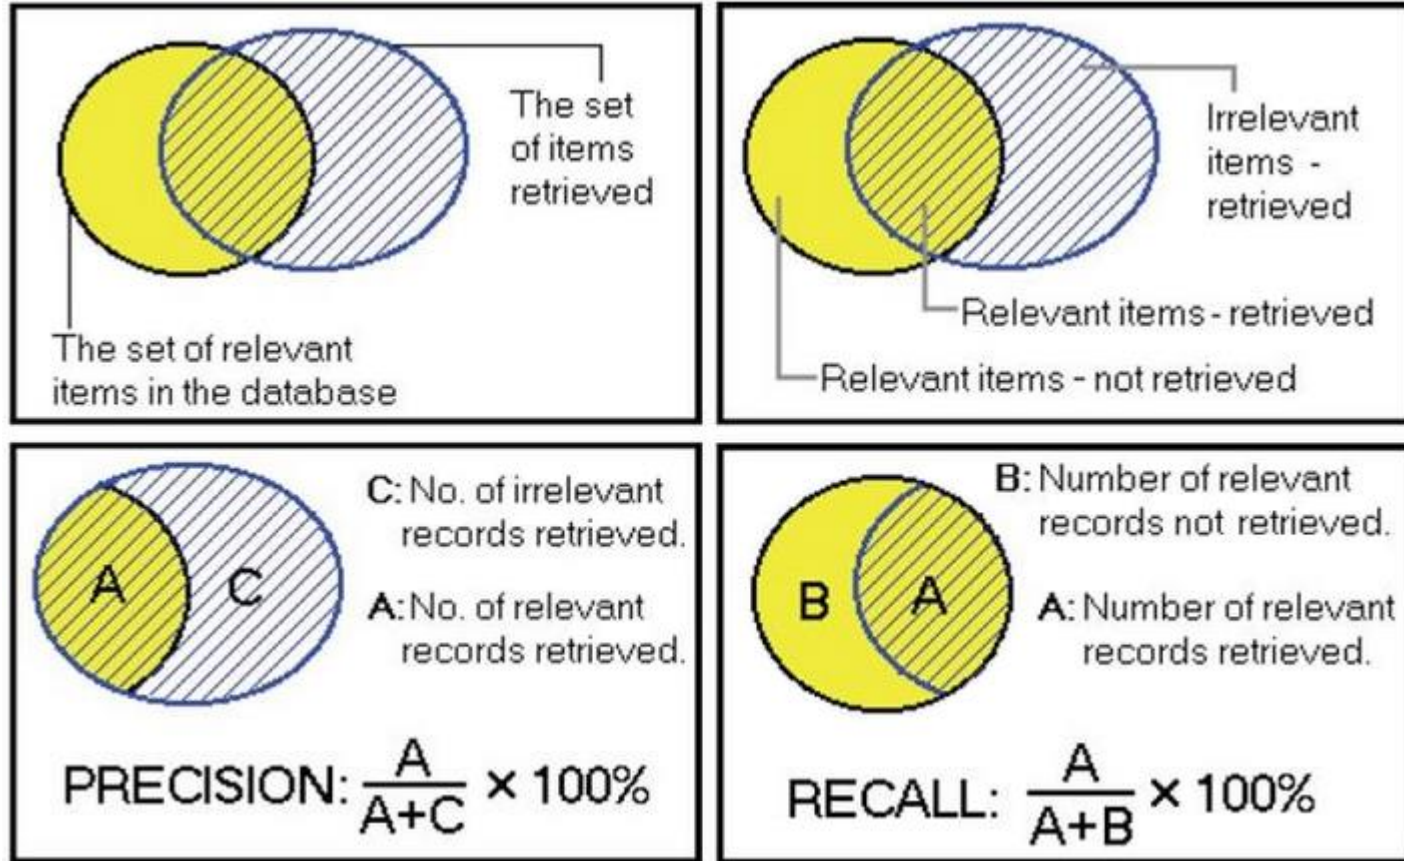 The set
of items
retrieved
The set of relevant
items in the database
Irrelevant
items -
retrieved
Relevant items - retrieved
Relevant items - not retrieved
C: No. of irrelevant
records retrieved.
A: No. of relevant
records retrieved.
A C
PRECISION: A/A+C × 100%
B: Number of relevant
records not retrieved.
A: Number of relevant
records retrieved.
B A
RECALL: A/A+B × 100%